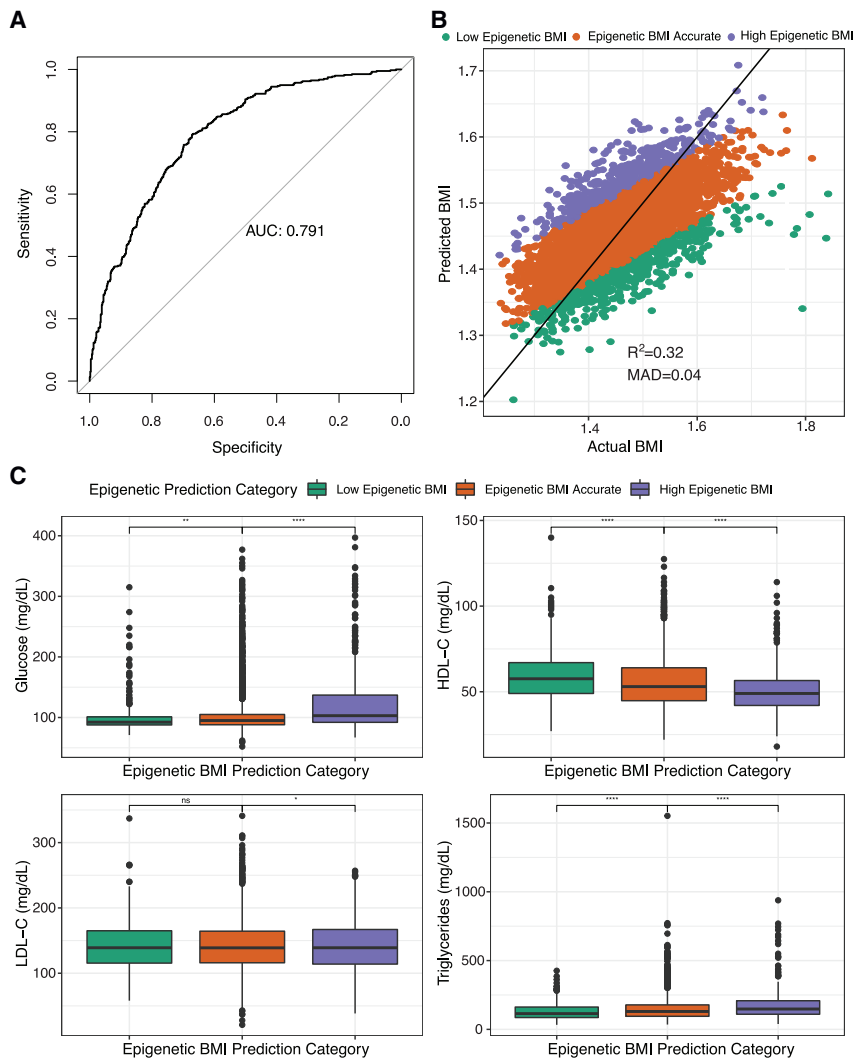 A
1.0
0.8
0.6
0.4
0.2
0.0
Sensitivity
AUC: 0.791
1.0 0.8 0.6 0.4 0.2 0.0
Specificity
B
Low Epigenetic BMI Epigenetic BMI Accurate High Epigenetic BMI
1.7
1.6
1.5
1.4
1.3
1.2
Predicted BMI
R²=0.32
MAD=0.04
1.4 1.6 1.8
Actual BMI
C
Epigenetic Prediction Category Low Epigenetic BMI Epigenetic BMI Accurate High Epigenetic BMI
** ****
400
300
200
100
Glucose (mg/dL)
Epigenetic BMI Prediction Category
**** ****
150
100
50
HDL-C (mg/dL)
Epigenetic BMI Prediction Category
ns *
300
150
100
LDL-C (mg/dL)
Epigenetic BMI Prediction Category
**** ****
1500
1000
500
250
0
Triglycerides (mg/dL)
Epigenetic BMI Prediction Category